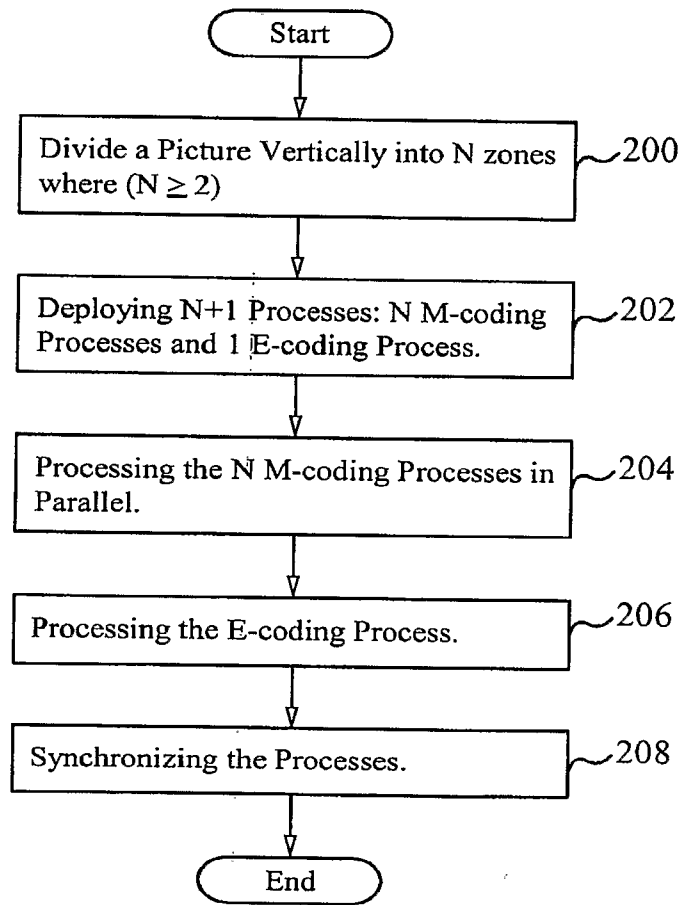 Start
Divide a Picture Vertically into N zones
where (N ≥ 2)
200
Deploying N+1 Processes: N M-coding
Processes and 1 E-coding Process.
202
Processing the N M-coding Processes in
Parallel.
204
Processing the E-coding Process.
206
Synchronizing the Processes.
208
End